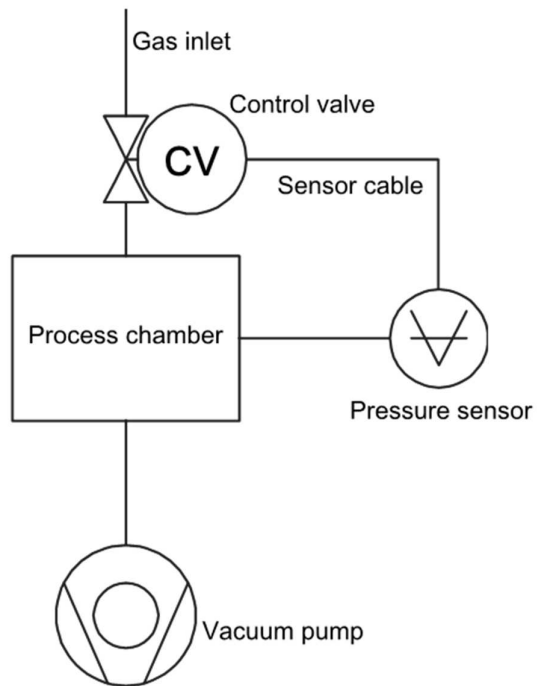 Gas inlet
Control valve
CV
Sensor cable
Process chamber
Pressure sensor
Vacuum pump